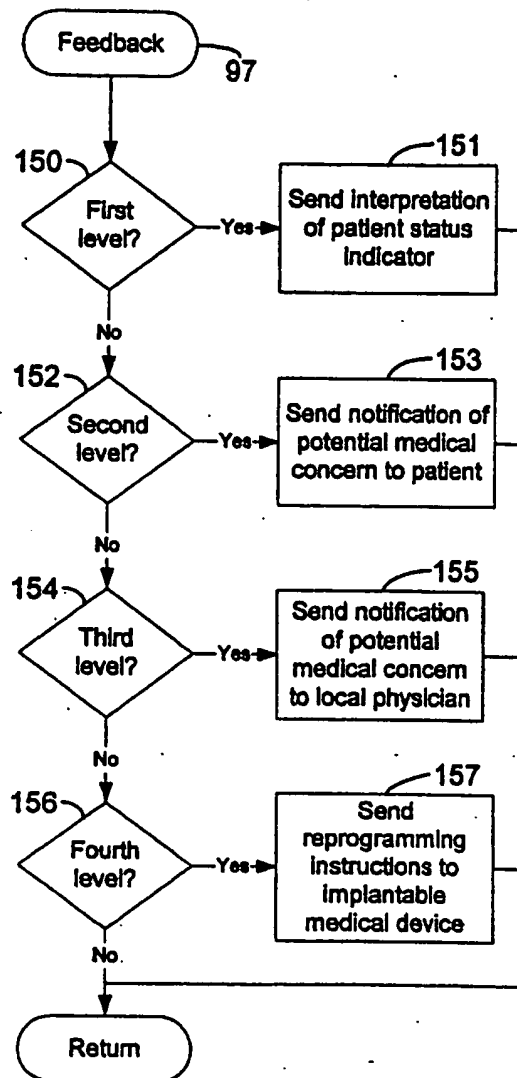 Feedback
97
150
First
level?
Yes
151
Send interpretation
of patient status
indicator
No
152
Second
level?
Yes
153
Send notification of
potential medical
concern to patient
No
154
Third
level?
Yes
155
Send notification
of potential
medical concern
to local physician
No
156
Fourth
level?
Yes
157
Send
reprogramming
instructions to
implantable
medical device
No
Return